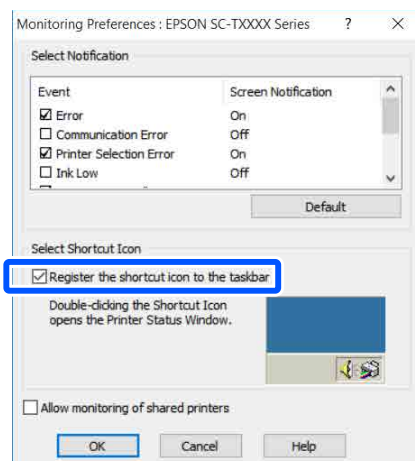 Monitoring Preferences : EPSON SC-TXXXX Series ? ×
Select Notification
Event Screen Notification
Error On
Communication Error Off
Printer Selection Error On
Ink Low Off
Default
Select Shortcut Icon
Register the shortcut icon to the taskbar
Double-clicking the Shortcut Icon
opens the Printer Status Window.
Allow monitoring of shared printers
OK Cancel Help